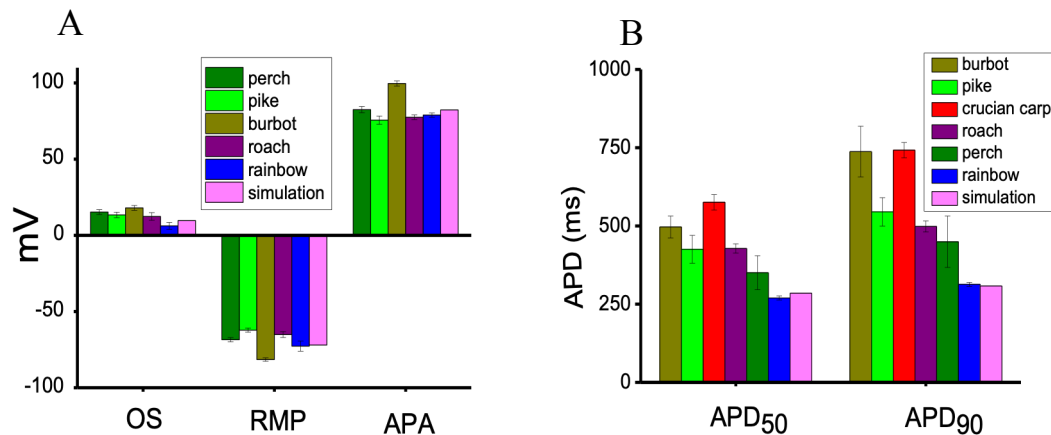 A
mV
100
50
0
-50
-100
perch
pike
burbot
roach
rainbow
simulation
OS RMP APA
B
APD (ms)
1000
750
500
250
0
burbot
pike
crucian carp
roach
perch
rainbow
simulation
APD50 APD90